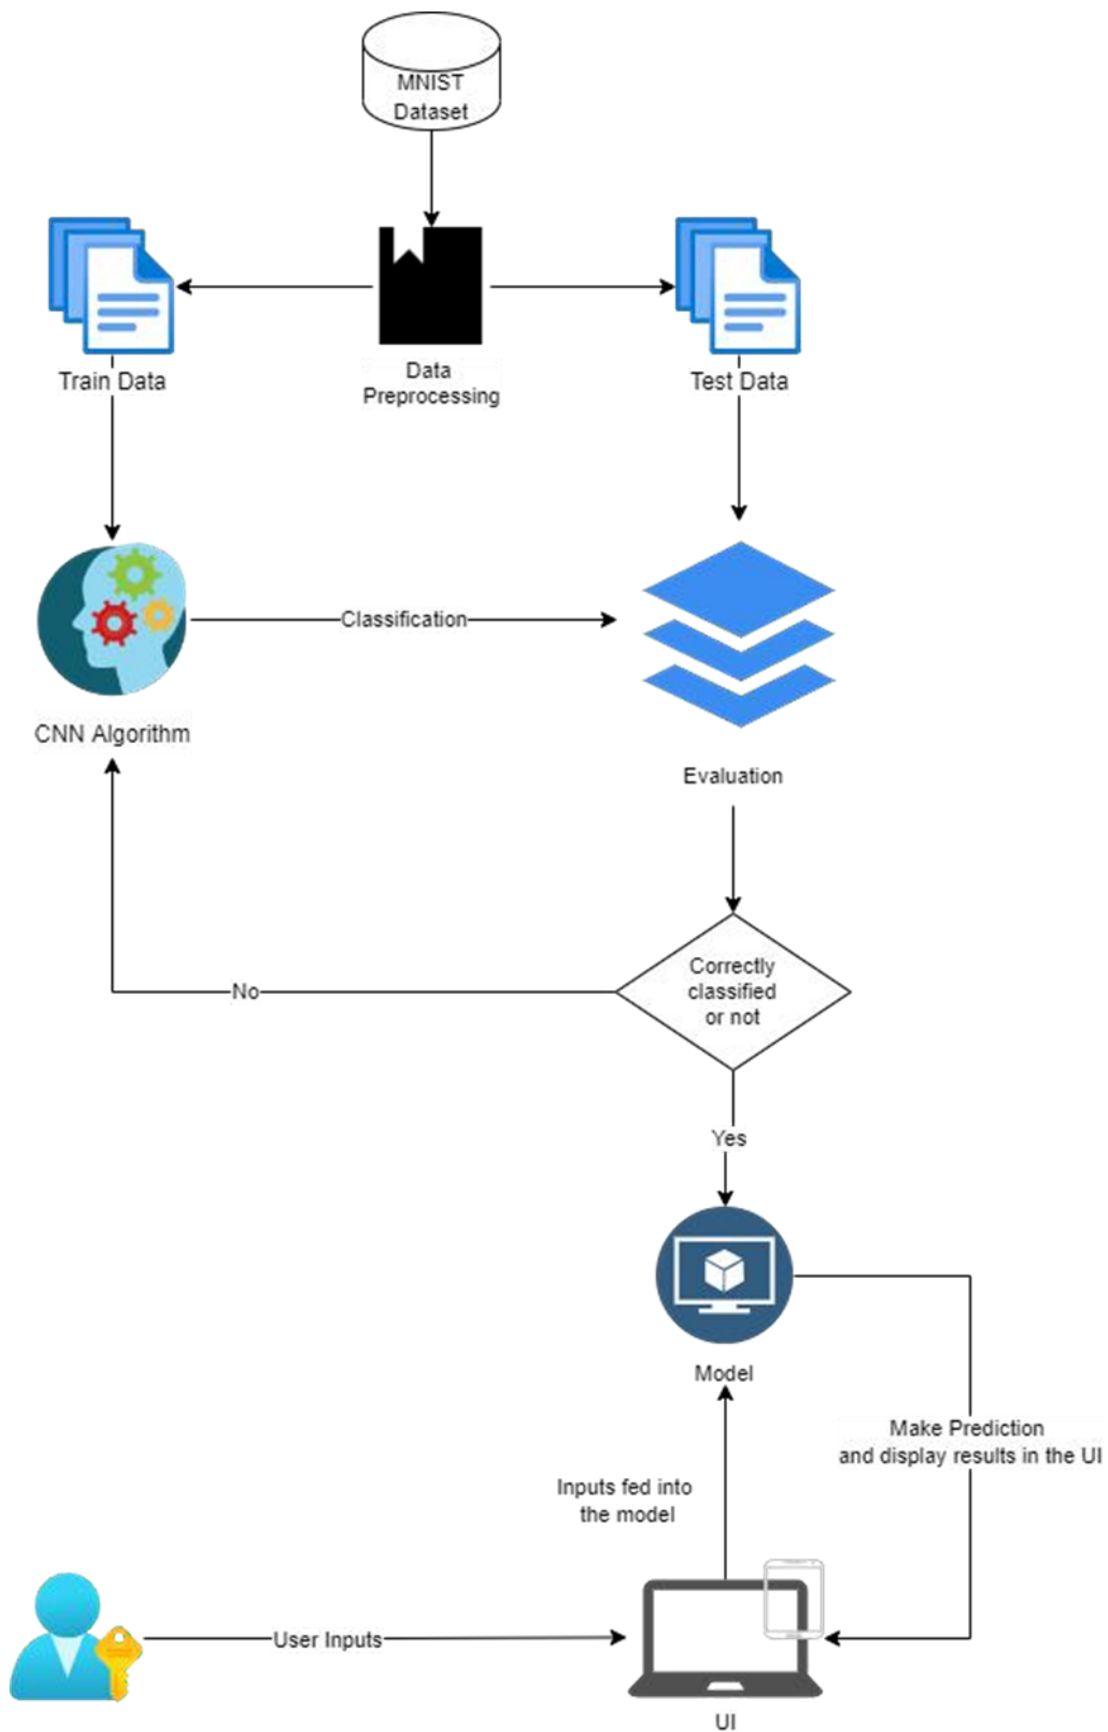 MNIST
Dataset
Train Data
Data
Preprocessing
Test Data
Classification
CNN Algorithm
Evaluation
Correctly
classified
or not
No
Yes
Model
Make Prediction
and display results in the UI
Inputs fed into
the model
User Inputs
UI